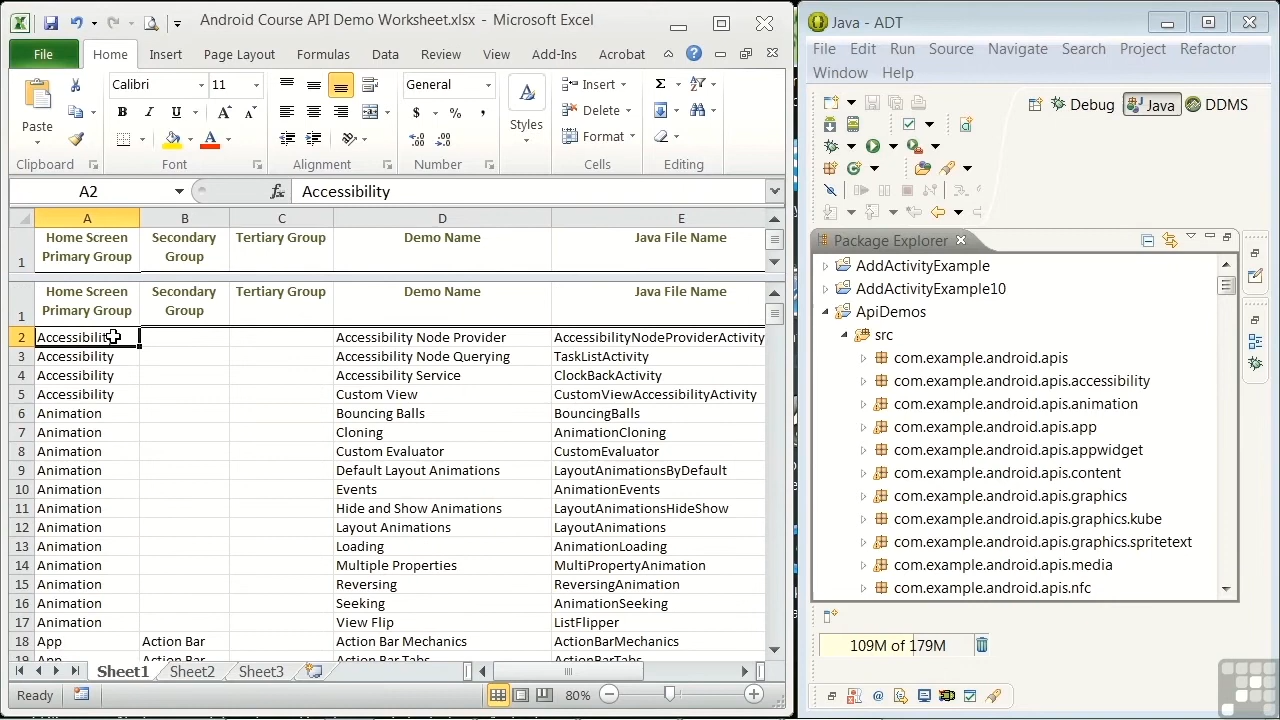 Android Course API Demo Worksheet.xlsx - Microsoft Excel
File Home Insert Page Layout Formulas Data Review View Add-Ins Acrobat
Paste
Calibri 11
B I U
A A
General
$ % ,
Styles
Insert
Delete
Format
Σ
Clipboard Font Alignment Number Cells Editing
A2 fx Accessibility
A B C D E
1 Home Screen Primary Group Secondary Group Tertiary Group Demo Name Java File Name
1 Home Screen Primary Group Secondary Group Tertiary Group Demo Name Java File Name
2 Accessibility Accessibility Node Provider AccessibilityNodeProviderActivity
3 Accessibility Accessibility Node Querying TaskListActivity
4 Accessibility Accessibility Service ClockBackActivity
5 Accessibility Custom View CustomViewAccessibilityActivity
6 Animation Bouncing Balls BouncingBalls
7 Animation Cloning AnimationCloning
8 Animation Custom Evaluator CustomEvaluator
9 Animation Default Layout Animations LayoutAnimationsByDefault
10 Animation Events AnimationEvents
11 Animation Hide and Show Animations LayoutAnimationsHideShow
12 Animation Layout Animations LayoutAnimations
13 Animation Loading AnimationLoading
14 Animation Multiple Properties MultiPropertyAnimation
15 Animation Reversing ReversingAnimation
16 Animation Seeking AnimationSeeking
17 Animation View Flip ListFlipper
18 App Action Bar Action Bar Mechanics ActionBarMechanics
19 App Action Bar Action Bar Tabs ActionBarTabs
Sheet1 Sheet2 Sheet3
Ready 80%
Java - ADT
File Edit Run Source Navigate Search Project Refactor
Window Help
Debug Java DDMS
Package Explorer
AddActivityExample
AddActivityExample10
ApiDemos
src
com.example.android.apis
com.example.android.apis.accessibility
com.example.android.apis.animation
com.example.android.apis.app
com.example.android.apis.appwidget
com.example.android.apis.content
com.example.android.apis.graphics
com.example.android.apis.graphics.kube
com.example.android.apis.graphics.spritetext
com.example.android.apis.media
com.example.android.apis.nfc
109M of 179M